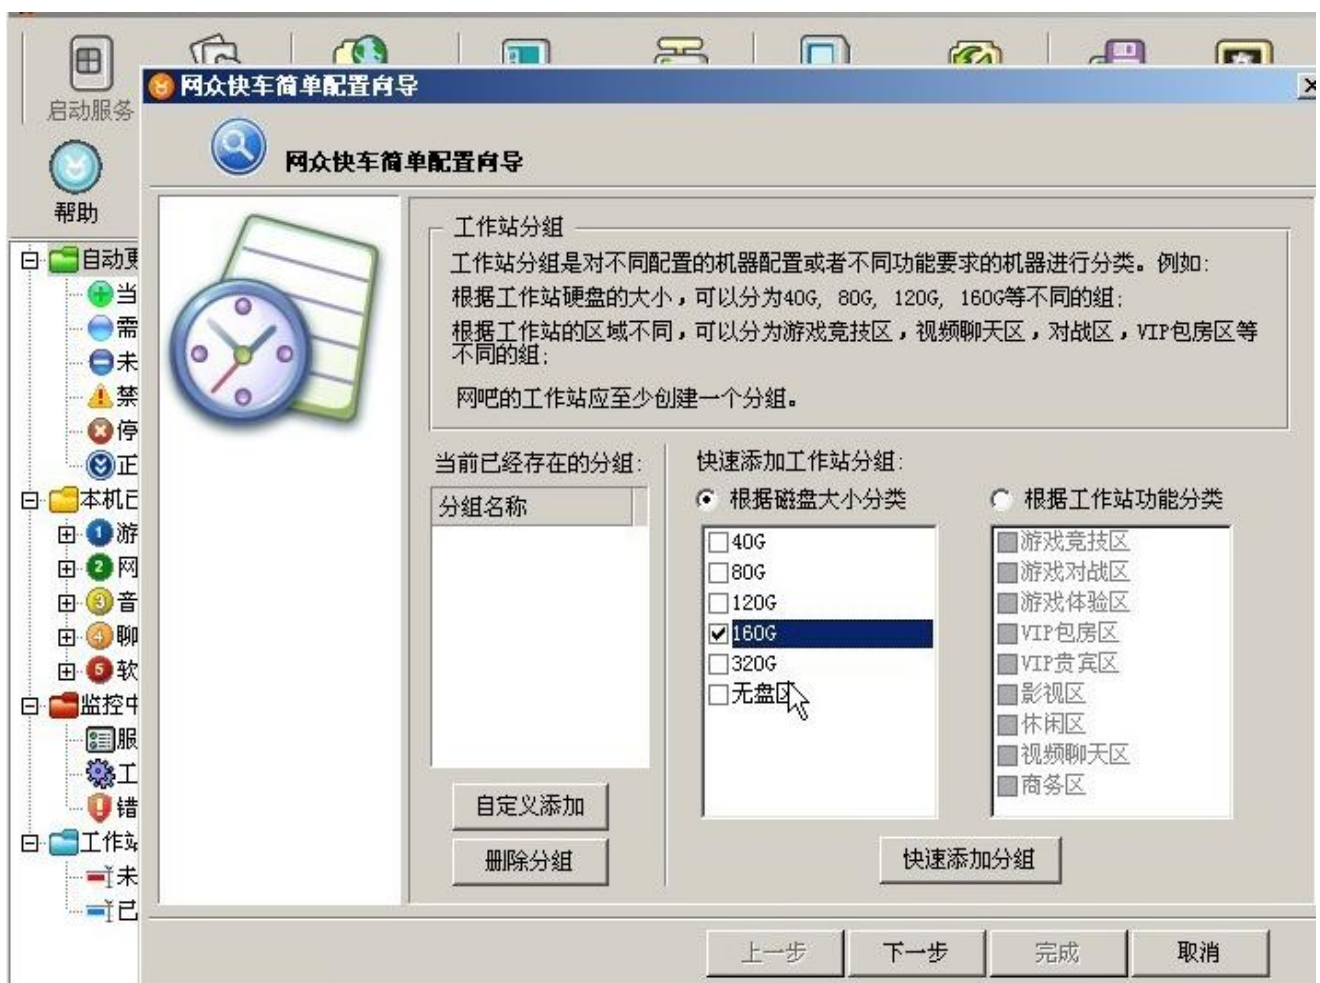 启动服务
帮助
网众快车简单配置向导
网众快车简单配置向导
自动更
当
需
未
禁
停
正
本机已
1 游
2 网
3 音
4 聊
5 软
监控中
服
工
错
工作站
未
已
工作站分组
工作站分组是对不同配置的机器配置或者不同功能要求的机器进行分类。例如:
根据工作站硬盘的大小，可以分为40G, 80G, 120G, 160G等不同的组;
根据工作站的区域不同，可以分为游戏竞技区，视频聊天区，对战区，VIP包房区等
不同的组;
网吧的工作站应至少创建一个分组。
当前已经存在的分组:
分组名称
自定义添加
删除分组
快速添加工作站分组:
根据磁盘大小分类
40G
80G
120G
160G
320G
无盘区
根据工作站功能分类
游戏竞技区
游戏对战区
游戏体验区
VIP包房区
VIP贵宾区
影视区
休闲区
视频聊天区
商务区
快速添加分组
上一步
下一步
完成
取消